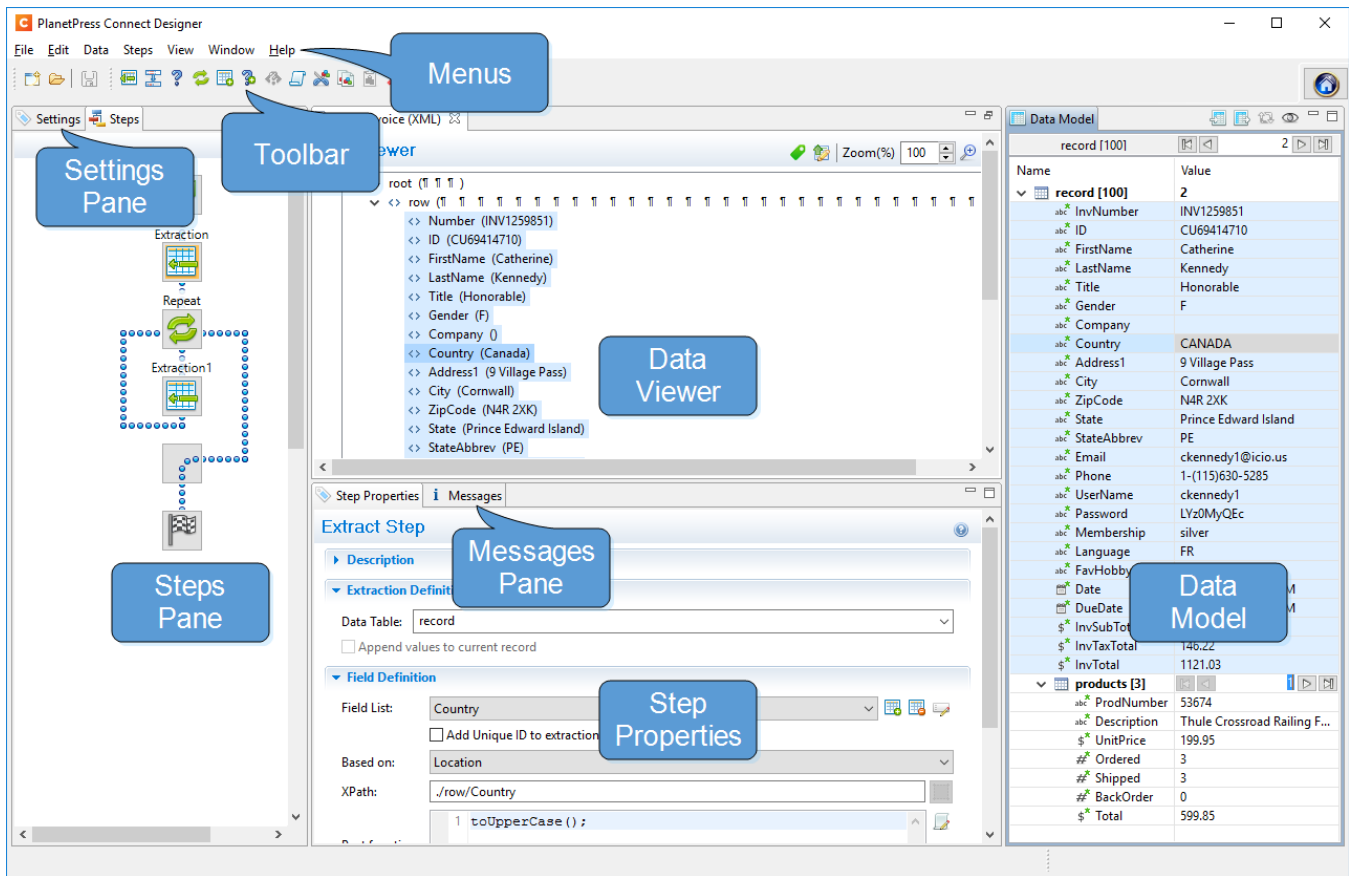 PlanetPress Connect Designer
File Edit Data Steps View Window Help
Menus
Toolbar
Settings Steps
Settings
Pane
Extraction
Repeat
Extraction1
Steps
Pane
voice (XML)
ewer
Zoom(%) 100
root (¶ ¶ ¶ )
row (¶ ¶ ¶ ¶ ¶ ¶ ¶ ¶ ¶ ¶ ¶ ¶ ¶ ¶ ¶ ¶ ¶ ¶ ¶ ¶ ¶ ¶ ¶ ¶ ¶ ¶ ¶ ¶ ¶
<> Number (INV1259851)
<> ID (CU69414710)
<> FirstName (Catherine)
<> LastName (Kennedy)
<> Title (Honorable)
<> Gender (F)
<> Company ()
<> Country (Canada)
<> Address1 (9 Village Pass)
<> City (Cornwall)
<> ZipCode (N4R 2XK)
<> State (Prince Edward Island)
<> StateAbbrev (PE)
Data
Viewer
Step Properties Messages
Extract Step
Messages
Pane
Description
Extraction Definiti
Data Table: record
Append values to current record
Field Definition
Field List: Country
Add Unique ID to extraction
Step
Properties
Based on: Location
XPath: ./row/Country
1 toUpperCase();
Data Model
record [100] 2
Name Value
record [100] 2
InvNumber INV1259851
ID CU69414710
FirstName Catherine
LastName Kennedy
Title Honorable
Gender F
Company
Country CANADA
Address1 9 Village Pass
City Cornwall
ZipCode N4R 2XK
State Prince Edward Island
StateAbbrev PE
Email ckennedy1@icio.us
Phone 1-(115)630-5285
UserName ckennedy1
Password LYz0MyQEc
Membership silver
Language FR
FavHobby
Date M
DueDate M
InvSubTot
InvTaxTotal 146.22
InvTotal 1121.03
Data
Model
products [3] 1
ProdNumber 53674
Description Thule Crossroad Railing F...
UnitPrice 199.95
Ordered 3
Shipped 3
BackOrder 0
Total 599.85